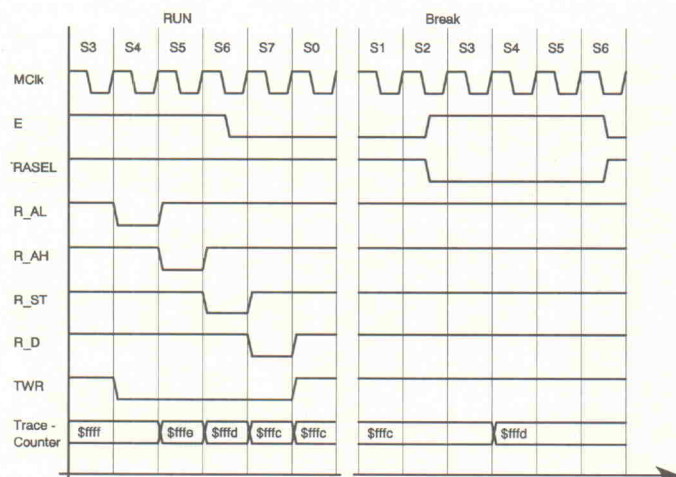 RUN Break
S3 S4 S5 S6 S7 S0 S1 S2 S3 S4 S5 S6
MClk
E
RASEL
R_AL
R_AH
R_ST
R_D
TWR
Trace - $ffff $fffe $fffd $fffc $fffc $fffc $fffd
Counter